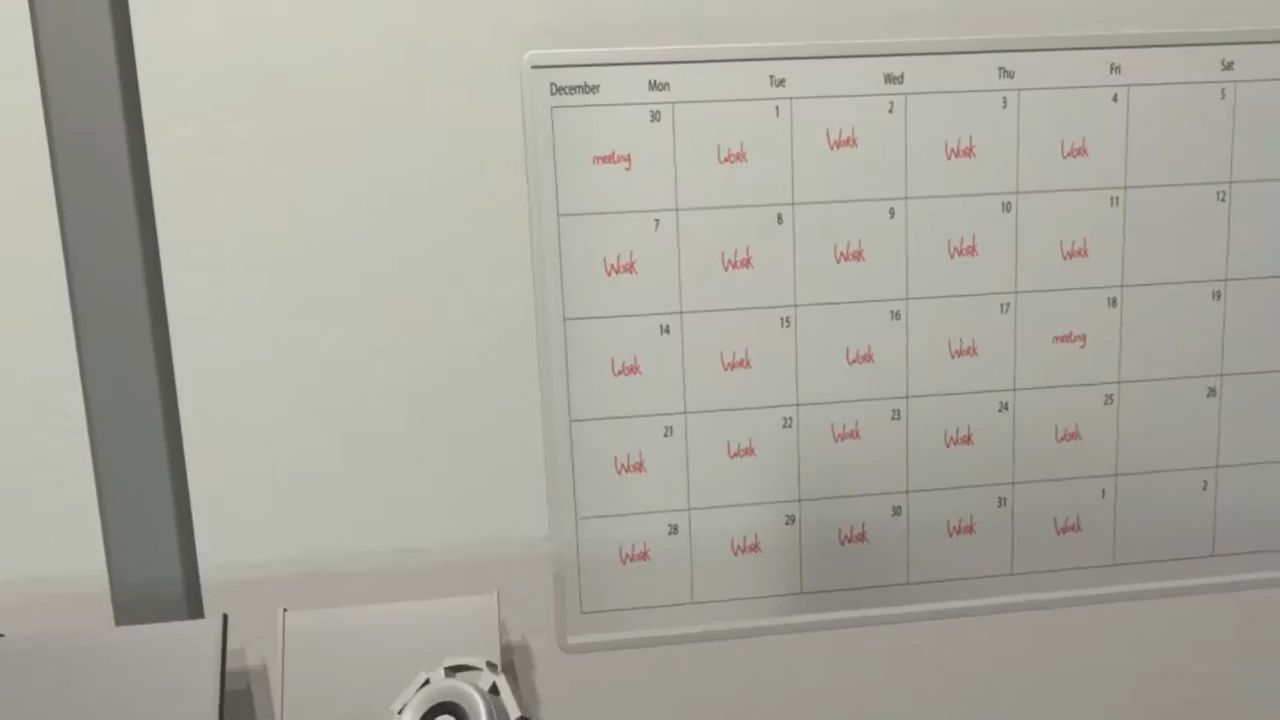 December Mon Tue Wed Thu Fri Sat
30 1 2 3 4 5
meeting Work Work Work Work
7 8 9 10 11 12
Work Work Work Work Work
14 15 16 17 18 19
Work Work Work Work meeting
21 22 23 24 25 26
Work Work Work Work Work
28 29 30 31 1 2
Work Work Work Work Work